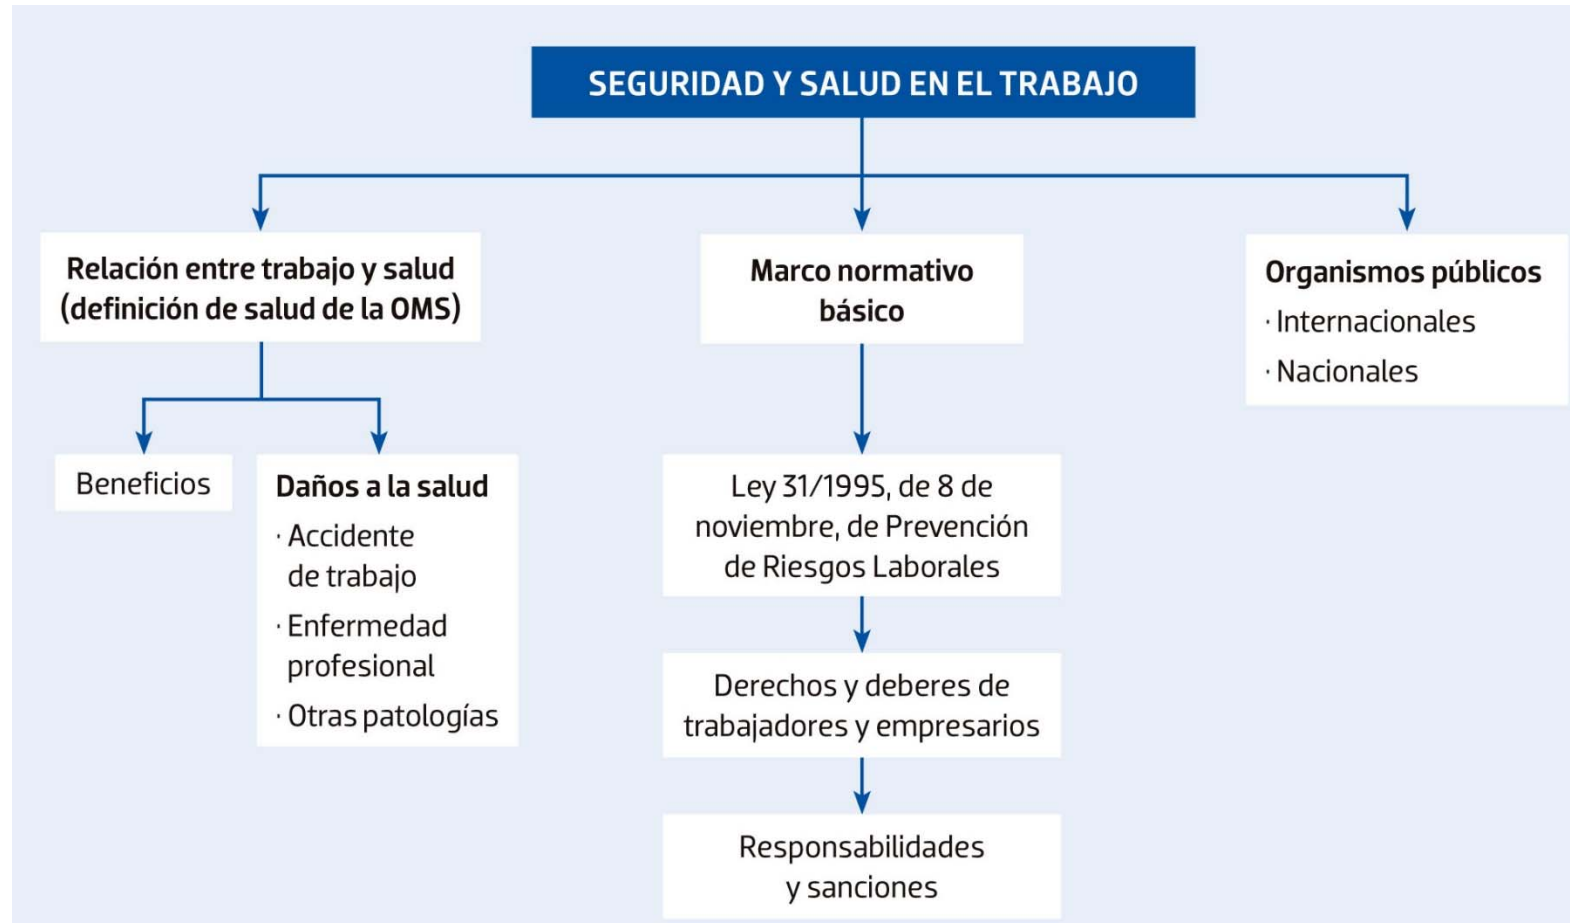 SEGURIDAD Y SALUD EN EL TRABAJO
Relación entre trabajo y salud
(definición de salud de la OMS)
Beneficios
Daños a la salud
· Accidente
de trabajo
· Enfermedad
profesional
· Otras patologías
Marco normativo
básico
Ley 31/1995, de 8 de
noviembre, de Prevención
de Riesgos Laborales
Derechos y deberes de
trabajadores y empresarios
Responsabilidades
y sanciones
Organismos públicos
· Internacionales
· Nacionales